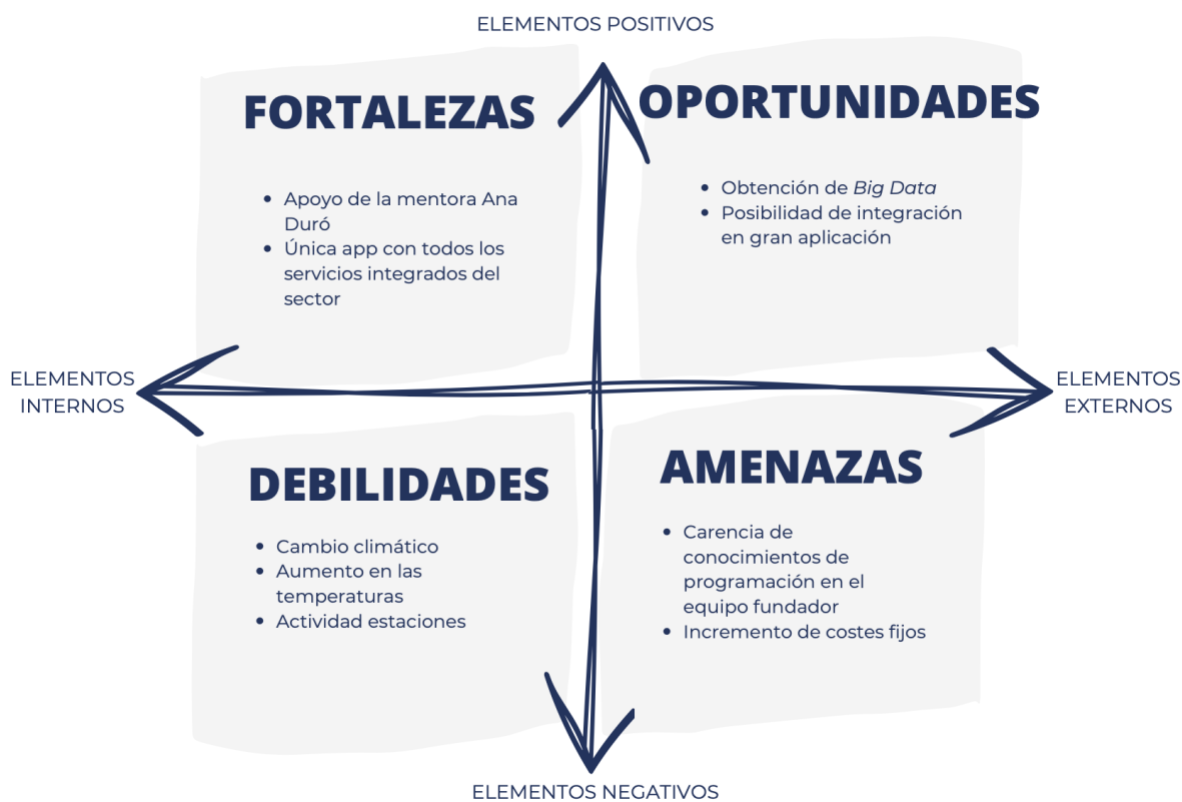 ELEMENTOS POSITIVOS
FORTALEZAS
• Apoyo de la mentora Ana
Duró
• Única app con todos los
servicios integrados del
sector
OPORTUNIDADES
• Obtención de Big Data
• Posibilidad de integración
en gran aplicación
ELEMENTOS
INTERNOS
ELEMENTOS
EXTERNOS
DEBILIDADES
• Cambio climático
• Aumento en las
temperaturas
• Actividad estaciones
AMENAZAS
• Carencia de
conocimientos de
programación en el
equipo fundador
• Incremento de costes fijos
ELEMENTOS NEGATIVOS